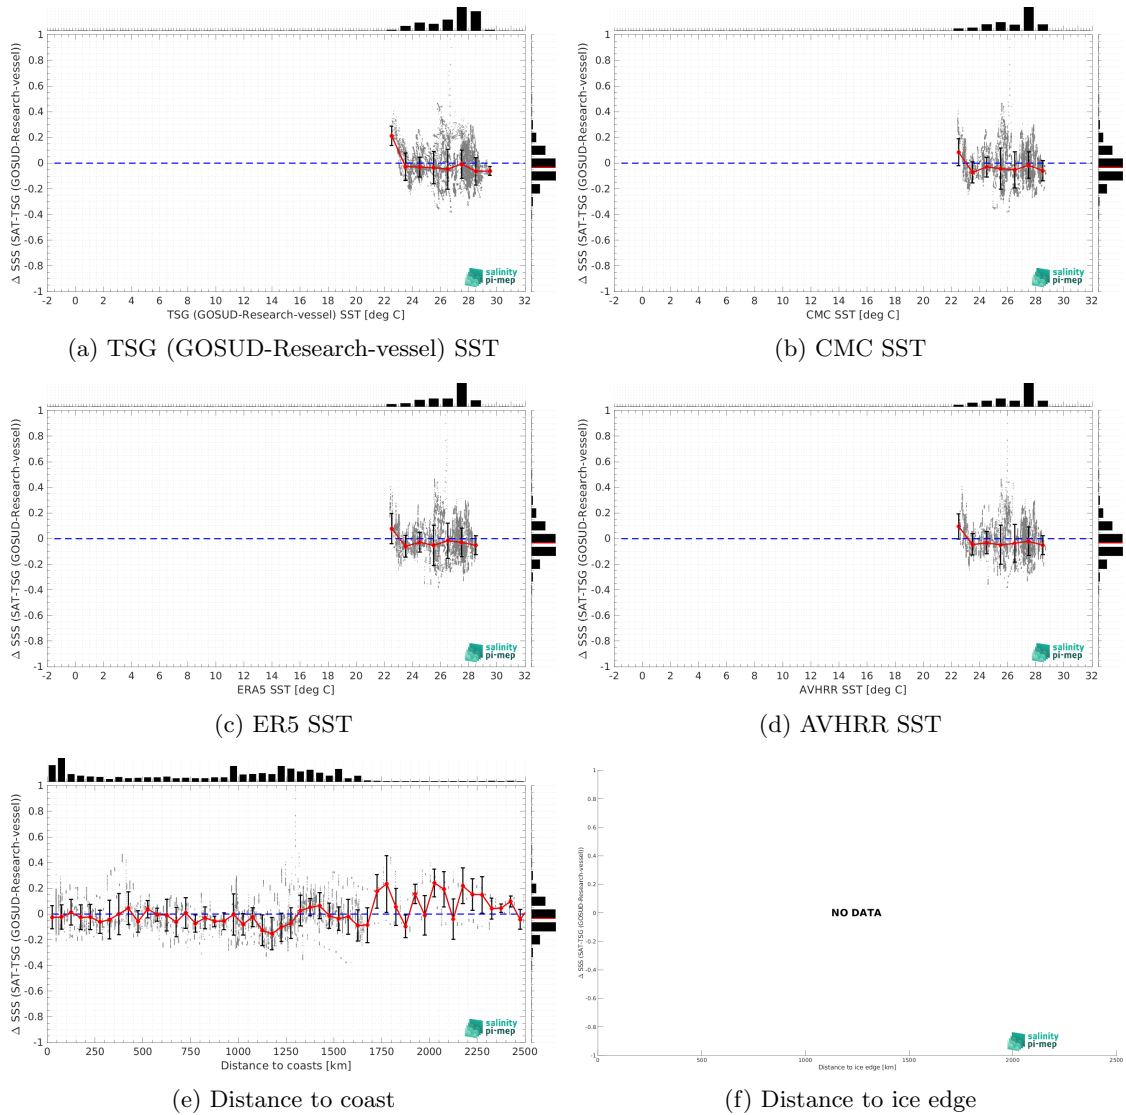 Δ SSS (SAT-TSG (GOSUD-Research-vessel))
1
0.8
0.6
0.4
0.2
0
-0.2
-0.4
-0.6
-0.8
-1
salinity
pi-mep
-2 0 2 4 6 8 10 12 14 16 18 20 22 24 26 28 30 32
TSG (GOSUD-Research-vessel) SST [deg C]
(a) TSG (GOSUD-Research-vessel) SST
Δ SSS (SAT-TSG (GOSUD-Research-vessel))
1
0.8
0.6
0.4
0.2
0
-0.2
-0.4
-0.6
-0.8
-1
salinity
pi-mep
-2 0 2 4 6 8 10 12 14 16 18 20 22 24 26 28 30 32
CMC SST [deg C]
(b) CMC SST
Δ SSS (SAT-TSG (GOSUD-Research-vessel))
1
0.8
0.6
0.4
0.2
0
-0.2
-0.4
-0.6
-0.8
-1
salinity
pi-mep
-2 0 2 4 6 8 10 12 14 16 18 20 22 24 26 28 30 32
ERA5 SST [deg C]
(c) ER5 SST
Δ SSS (SAT-TSG (GOSUD-Research-vessel))
1
0.8
0.6
0.4
0.2
0
-0.2
-0.4
-0.6
-0.8
-1
salinity
pi-mep
-2 0 2 4 6 8 10 12 14 16 18 20 22 24 26 28 30 32
AVHRR SST [deg C]
(d) AVHRR SST
Δ SSS (SAT-TSG (GOSUD-Research-vessel))
1
0.8
0.6
0.4
0.2
0
-0.2
-0.4
-0.6
-0.8
-1
salinity
pi-mep
0 250 500 750 1000 1250 1500 1750 2000 2250 2500
Distance to coasts [km]
(e) Distance to coast
Δ SSS (SAT-TSG (GOSUD-Research-vessel))
1
0.8
0.6
0.4
0.2
0
-0.2
-0.4
-0.6
-0.8
-1
NO DATA
salinity
pi-mep
0 500 1000 1500 2000 2500
Distance to ice edge [km]
(f) Distance to ice edge